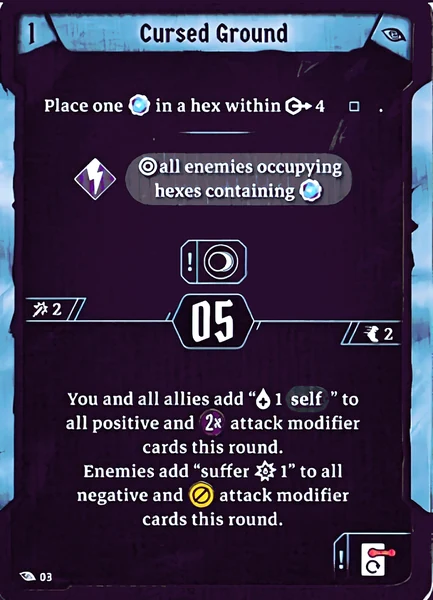 1
Cursed Ground
Place one in a hex within 4 .
all enemies occupying
hexes containing
!
2
05
2
You and all allies add “ 1 self ” to
all positive and 2x attack modifier
cards this round.
Enemies add “suffer 1” to all
negative and attack modifier
cards this round.
!
03